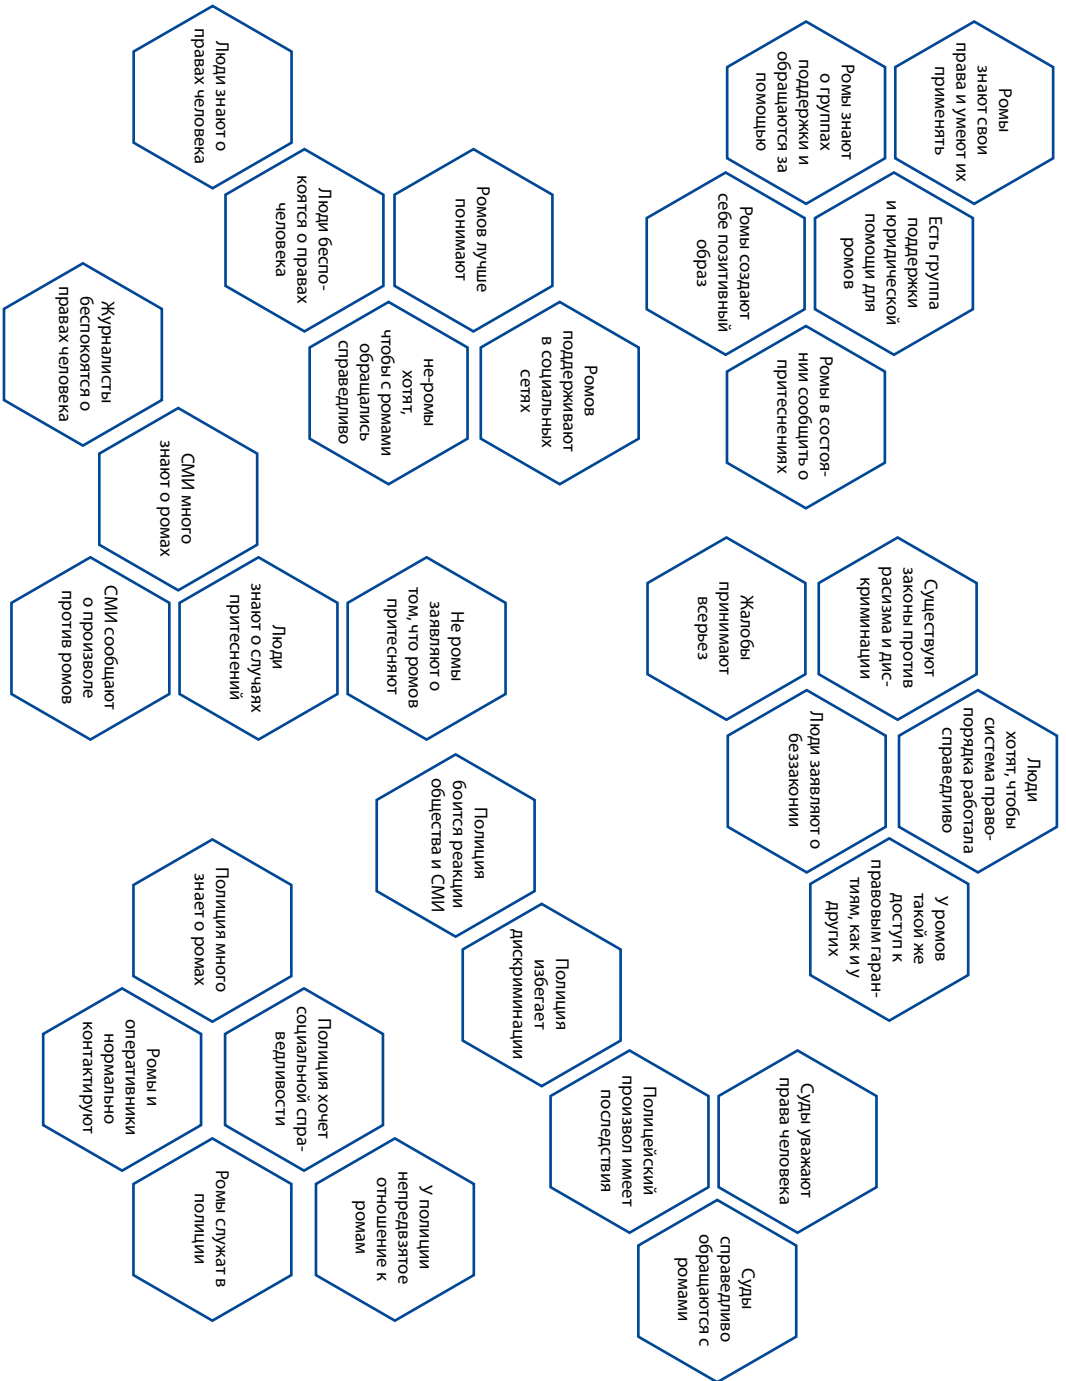 Ромы
знают свои
права и умеют их
применять
Есть группа
поддержки
и юридической
помощи для
ромов
Ромы знают
о группах
поддержки и
обращаются за
помощью
Ромы в состоя-
нии сообщить о
притеснениях
Ромы создают
себе позитивный
образ
Люди
хотят, чтобы
система право-
порядка работала
справедливо
Существуют
законы против
расизма и дис-
криминации
У ромов
такой же
доступ к
правовым гаран-
тиям, как и у
других
Люди заявляют о
беззаконии
Жалобы
принимают
всерьез
Суды уважают
права человека
Суды
справедливо
обращаются с
ромами
Полицейский
произвол имеет
последствия
Полиция
избегает
дискриминации
Полиция
боится реакции
общества и СМИ
Ромов
поддерживают
в социальных
сетях
Ромов лучше
понимают
не-ромы
хотят,
чтобы с ромами
обращались
справедливо
Люди беспо-
коятся о правах
человека
Люди знают о
правах человека
Не ромы
заявляют о
том, что ромов
притесняют
Люди
знают о случаях
притеснений
СМИ много
знают о ромах
СМИ сообщают
о произволе
против ромов
Журналисты
беспокоятся о
правах человека
У полиции
непредвзятое
отношение к
ромам
Полиция хочет
социальной спра-
ведливости
Полиция много
знает о ромах
Ромы служат в
полиции
Ромы и
оперативники
нормально
контактируют